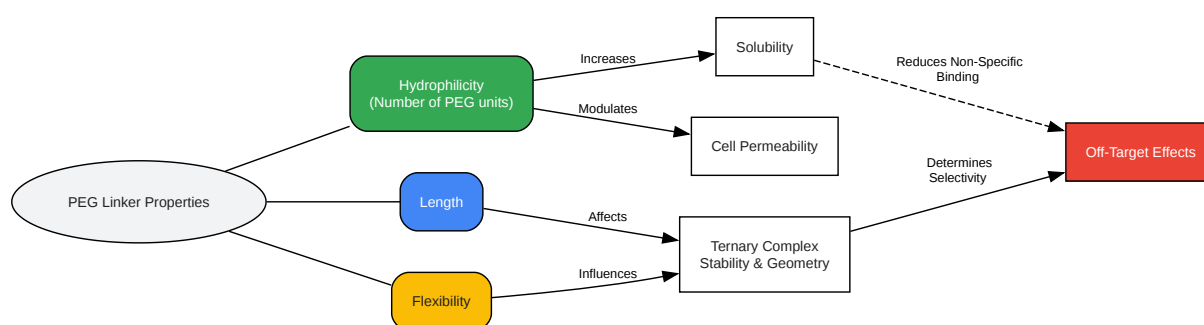 PEG Linker Properties
Hydrophilicity
(Number of PEG units)
Length
Flexibility
Increases
Modulates
Affects
Influences
Solubility
Cell Permeability
Ternary Complex
Stability & Geometry
Reduces Non-Specific
Binding
Determines
Selectivity
Off-Target Effects